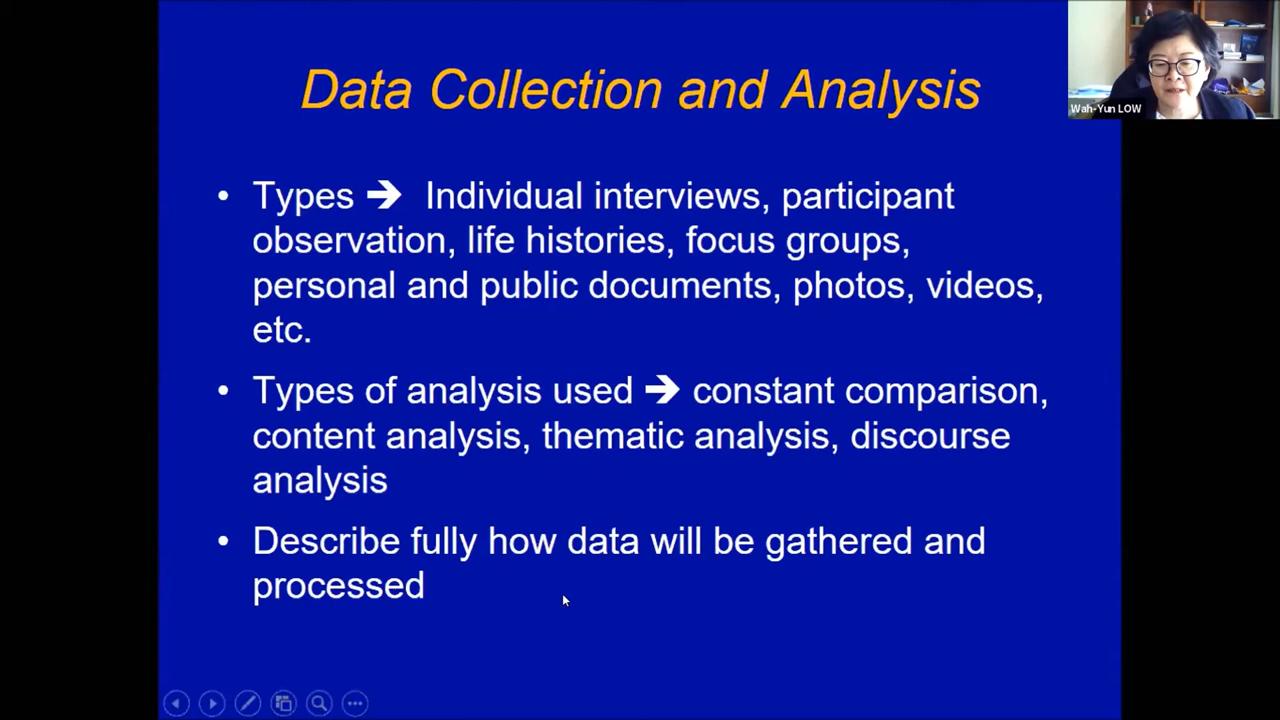 Data Collection and Analysis
Wah-Yun LOW
• Types ➔ Individual interviews, participant
observation, life histories, focus groups,
personal and public documents, photos, videos,
etc.
• Types of analysis used ➔ constant comparison,
content analysis, thematic analysis, discourse
analysis
• Describe fully how data will be gathered and
processed